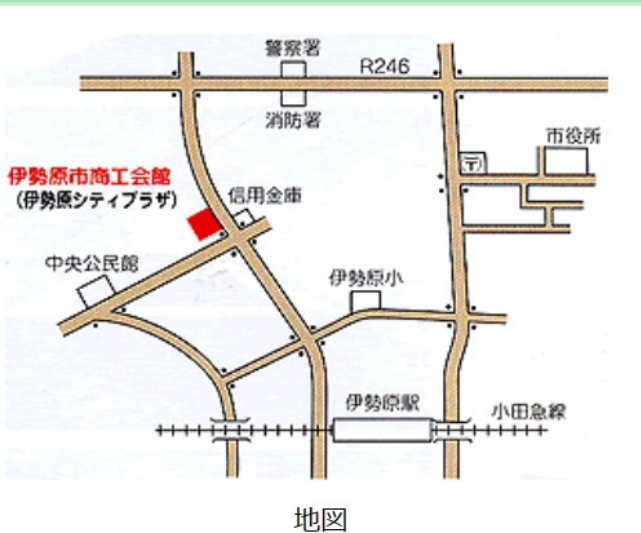 警察署
R246
消防署
市役所
〒
伊勢原市商工会館
(伊勢原シティプラザ)
信用金庫
中央公民館
伊勢原小
伊勢原駅
小田急線
地図